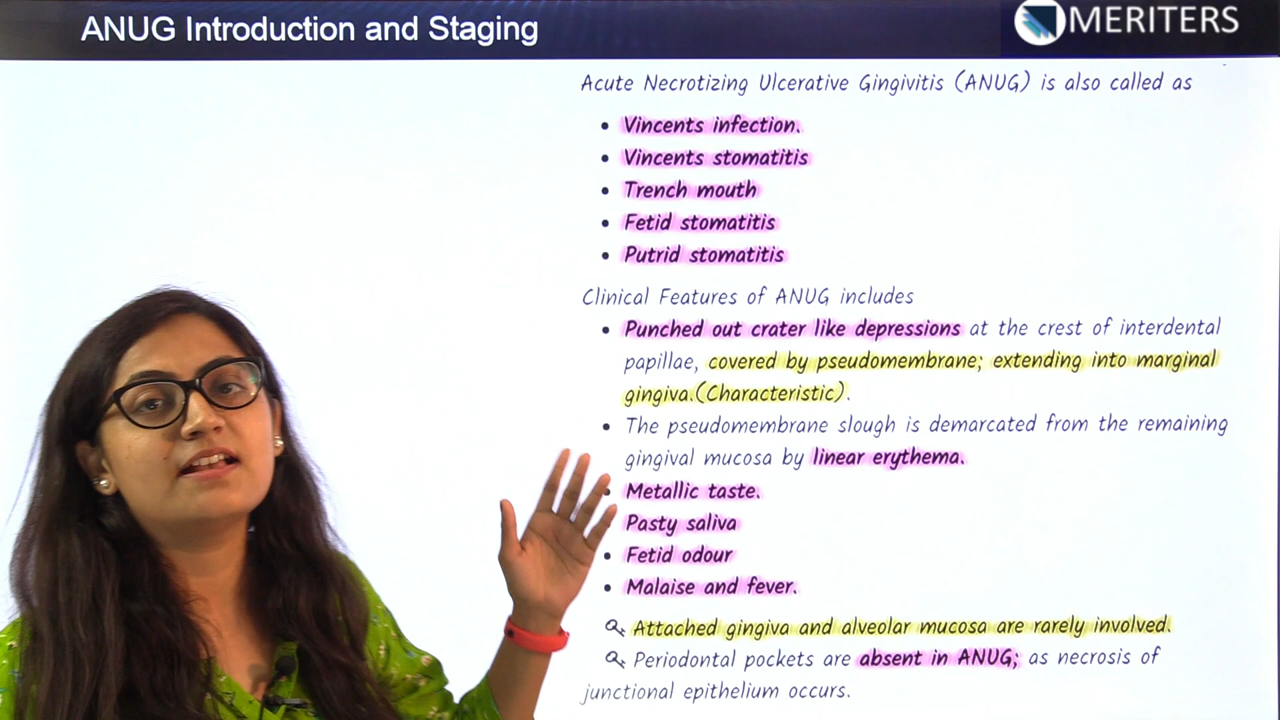 ANUG Introduction and Staging
MERITERS
Acute Necrotizing Ulcerative Gingivitis (ANUG) is also called as
• Vincents infection.
• Vincents stomatitis
• Trench mouth
• Fetid stomatitis
• Putrid stomatitis
Clinical Features of ANUG includes
• Punched out crater like depressions at the crest of interdental
papillae, covered by pseudomembrane; extending into marginal
gingiva.(Characteristic).
• The pseudomembrane slough is demarcated from the remaining
gingival mucosa by linear erythema.
• Metallic taste.
• Pasty saliva
• Fetid odour
• Malaise and fever.
Attached gingiva and alveolar mucosa are rarely involved.
Periodontal pockets are absent in ANUG; as necrosis of
junctional epithelium occurs.